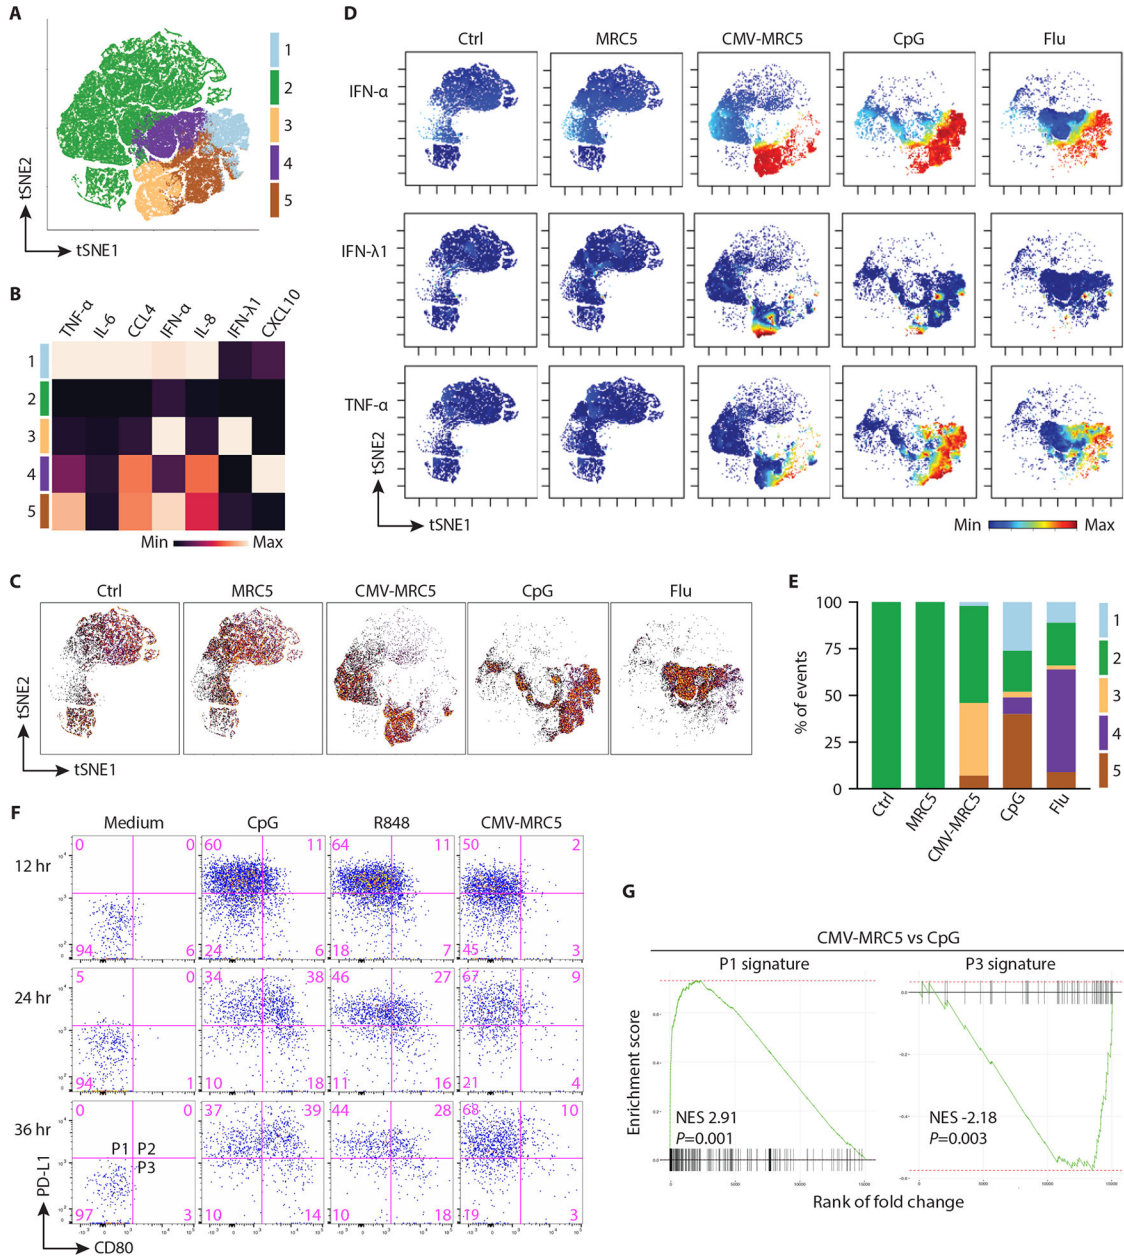 A
tSNE2
tSNE1
1
2
3
4
5
B
TNF-α IL-6 CCL4 IFN-α IL-8 IFN-λ1 CXCL10
1
2
3
4
5
Min Max
C
Ctrl MRC5 CMV-MRC5 CpG Flu
tSNE2
tSNE1
D
Ctrl MRC5 CMV-MRC5 CpG Flu
IFN-α
IFN-λ1
TNF-α
tSNE2
tSNE1
Min Max
E
% of events
100
75
50
25
0
Ctrl MRC5 CMV-MRC5 CpG Flu
1
2
3
4
5
F
Medium CpG R848 CMV-MRC5
12 hr
0 0 60 11 64 11 50 2
94 6 24 6 18 7 45 3
24 hr
5 0 34 38 46 27 67 9
94 1 10 18 11 16 21 4
36 hr
0 0 37 39 44 28 68 10
P1 P2
P3
97 3 10 14 10 18 19 3
PD-L1
CD80
G
CMV-MRC5 vs CpG
P1 signature P3 signature
Enrichment score
NES 2.91
P=0.001
NES -2.18
P=0.003
Rank of fold change